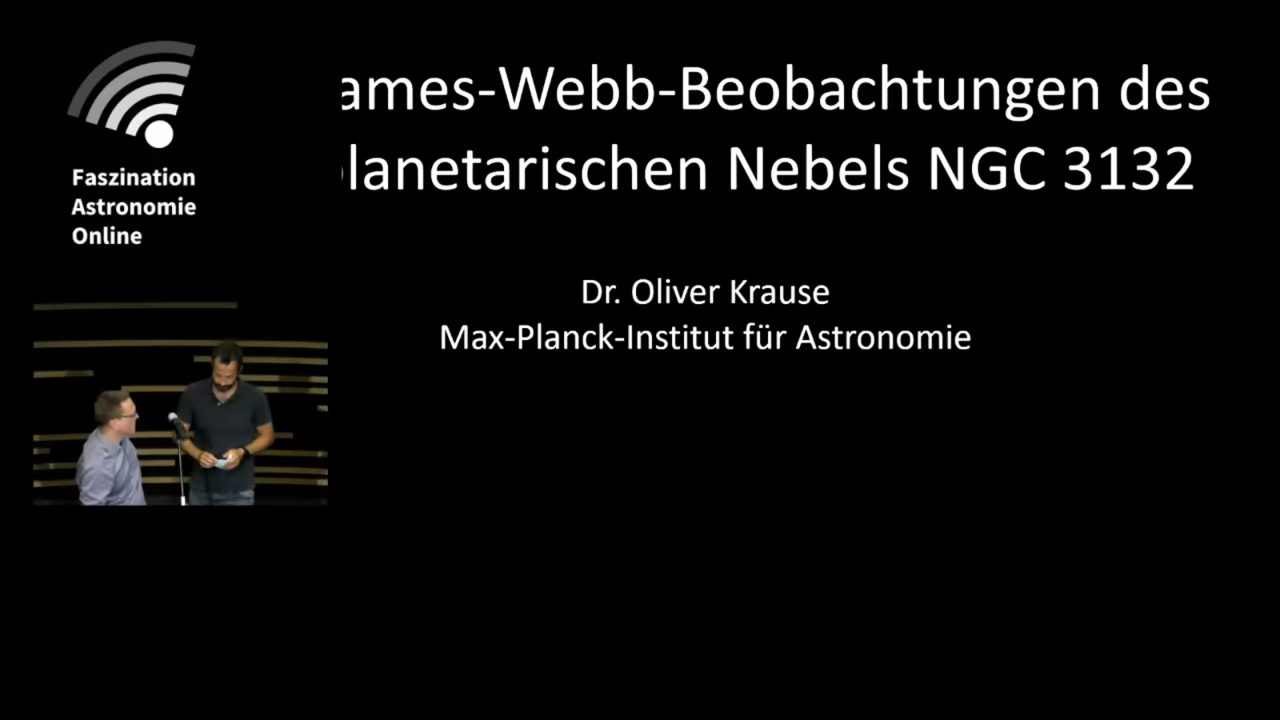 Faszination
Astronomie
Online
ames-Webb-Beobachtungen des
lanetarischen Nebels NGC 3132
Dr. Oliver Krause
Max-Planck-Institut für Astronomie